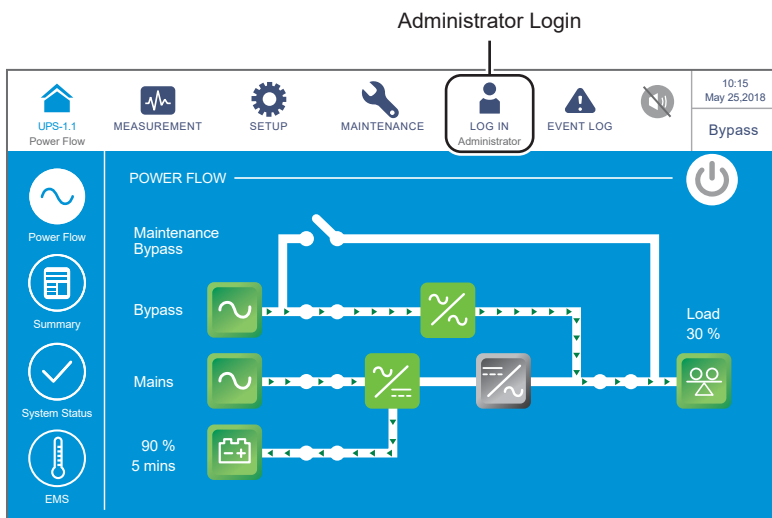 Administrator Login
UPS-1.1
Power Flow
MEASUREMENT
SETUP
MAINTENANCE
LOG IN
Administrator
EVENT LOG
10:15
May 25,2018
Bypass
Power Flow
Summary
System Status
EMS
POWER FLOW
Maintenance
Bypass
Bypass
Mains
90 %
5 mins
Load
30 %